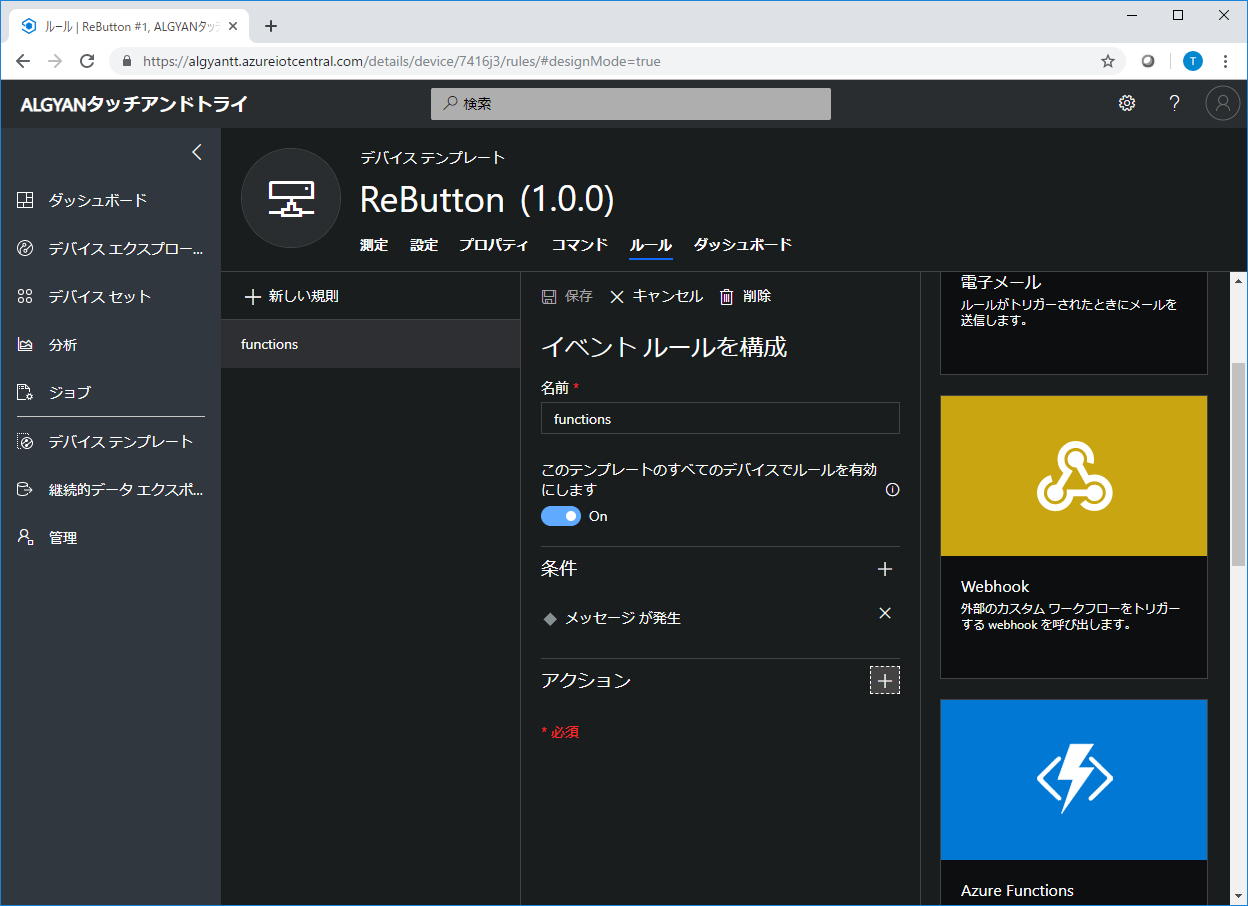 ルール | ReButton #1, ALGYANタッチ
https://algyantt.azureiotcentral.com/details/device/7416j3/rules/#designMode=true
T
ALGYANタッチアンドトライ
検索
?
ダッシュボード
デバイス エクスプロー...
デバイス セット
分析
ジョブ
デバイス テンプレート
継続的データ エクスポ...
管理
デバイス テンプレート
ReButton (1.0.0)
測定 設定 プロパティ コマンド ルール ダッシュボード
新しい規則
functions
保存 キャンセル 削除
イベント ルールを構成
名前 *
functions
このテンプレートのすべてのデバイスでルールを有効
にします
On
条件
メッセージ が発生
アクション
* 必須
電子メール
ルールがトリガーされたときにメールを
送信します。
Webhook
外部のカスタム ワークフローをトリガー
する webhook を呼び出します。
Azure Functions